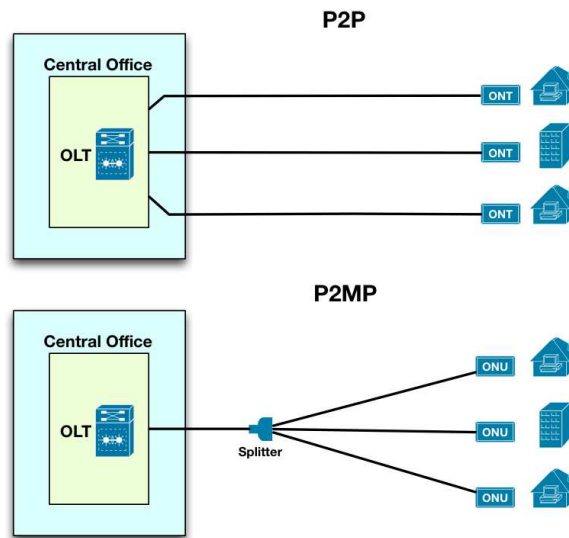 P2P
Central Office
OLT
ONT
ONT
ONT
P2MP
Central Office
OLT
Splitter
ONU
ONU
ONU